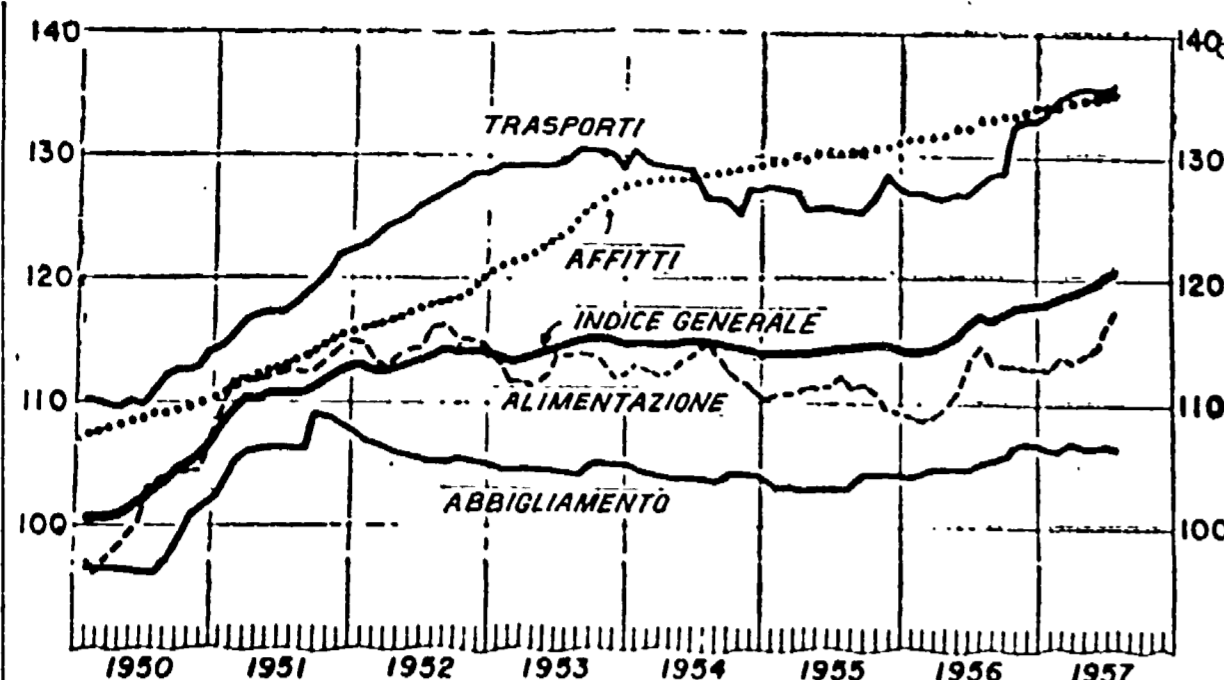 140
140
TRASPORTI
130
130
AFFITTI
120
120
INDICE GENERALE
ALIMENTAZIONE
110
110
ABBIGLIAMENTO
100
100
1950 1951 1952 1953 1954 1955 1956 1957